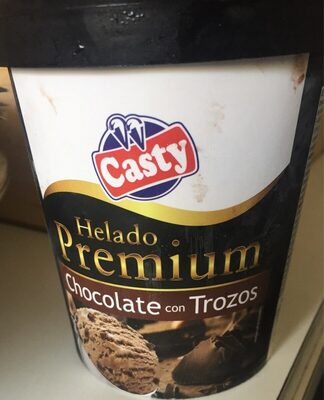 Casty
Helado
Premium
Chocolate con Trozos